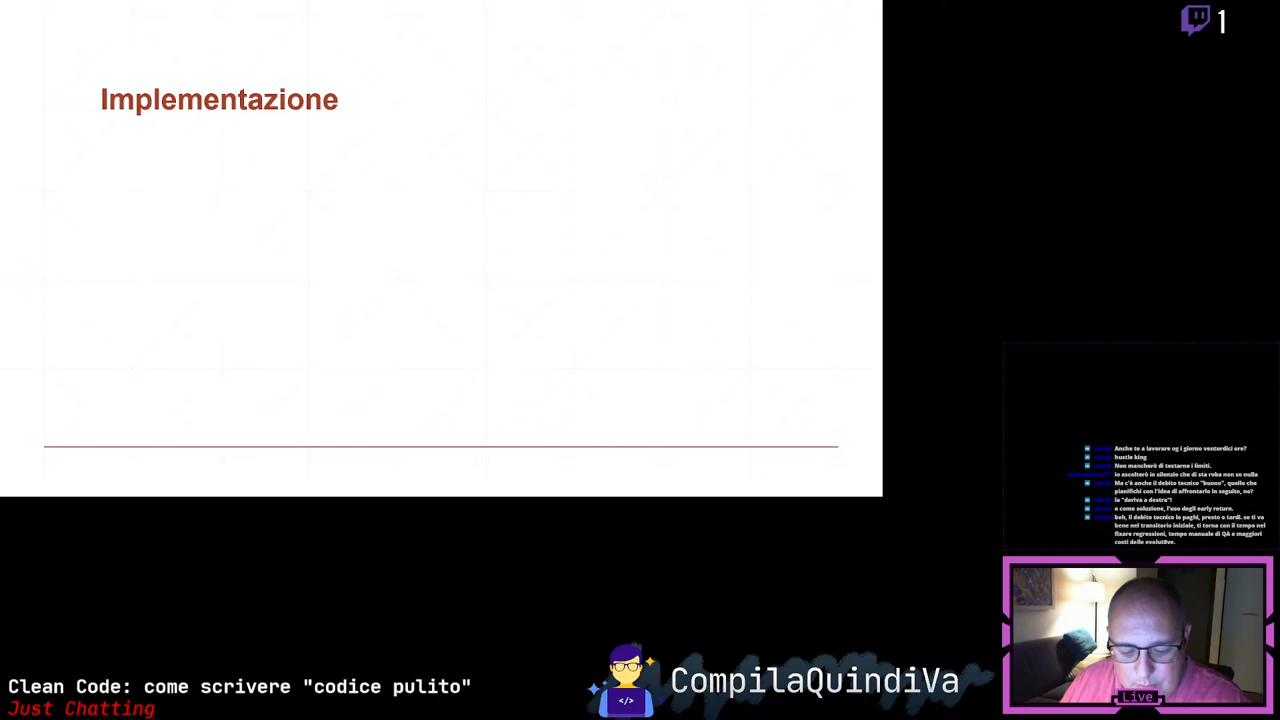 1
Implementazione
Anche te a lavorare og i giorno ventordici ore?
hustle king
Non mancherò di testarne i limiti.
io ascolterò in silenzio che di sta robo non so nulla
Ma c'è anche il debito tecnico "buono", quello che
pianifichi con l'idea di affrontarlo in seguito, no?
la "deriva a destra"!
e come soluzione, l'uso degli early return.
beh, il debito tecnico lo paghi, presto o tardi. se ti va
bene nel transitorio iniziale, ti torna con il tempo nel
fixare regressioni, tempo manuale di QA e maggiori
costi delle evolutive.
Live
</>
CompilaQuindiVa
Clean Code: come scrivere "codice pulito"
Just Chatting